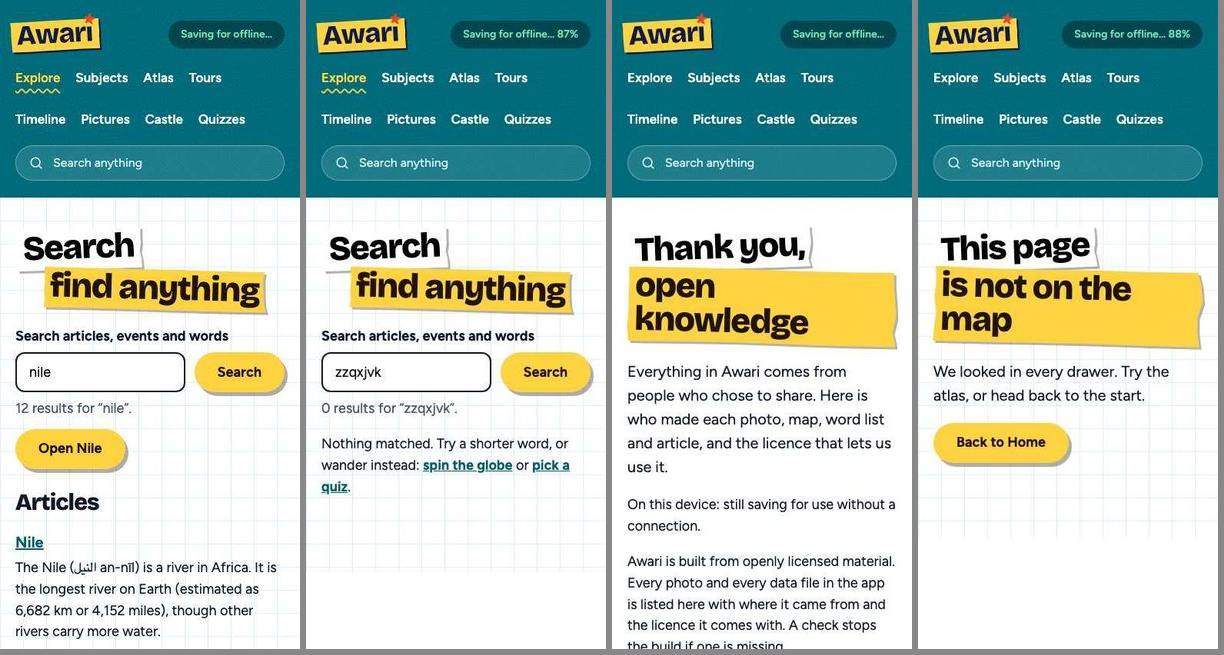 Awari
Saving for offline...
Explore Subjects Atlas Tours
Timeline Pictures Castle Quizzes
Search anything
Search
find anything
Search articles, events and words
nile
Search
12 results for “nile”.
Open Nile
Articles
Nile
The Nile (النيل an-nīl) is a river in Africa. It is
the longest river on Earth (estimated as
6,682 km or 4,152 miles), though other
rivers carry more water.
Awari
Saving for offline... 87%
Explore Subjects Atlas Tours
Timeline Pictures Castle Quizzes
Search anything
Search
find anything
Search articles, events and words
zzqxjvk
Search
0 results for “zzqxjvk”.
Nothing matched. Try a shorter word, or
wander instead: spin the globe or pick a
quiz.
Awari
Saving for offline...
Explore Subjects Atlas Tours
Timeline Pictures Castle Quizzes
Search anything
Thank you,
open
knowledge
Everything in Awari comes from
people who chose to share. Here is
who made each photo, map, word list
and article, and the licence that lets us
use it.
On this device: still saving for use without a
connection.
Awari is built from openly licensed material.
Every photo and every data file in the app
is listed here with where it came from and
the licence it comes with. A check stops
the build if one is missing.
Awari
Saving for offline... 88%
Explore Subjects Atlas Tours
Timeline Pictures Castle Quizzes
Search anything
This page
is not on the
map
We looked in every drawer. Try the
atlas, or head back to the start.
Back to Home